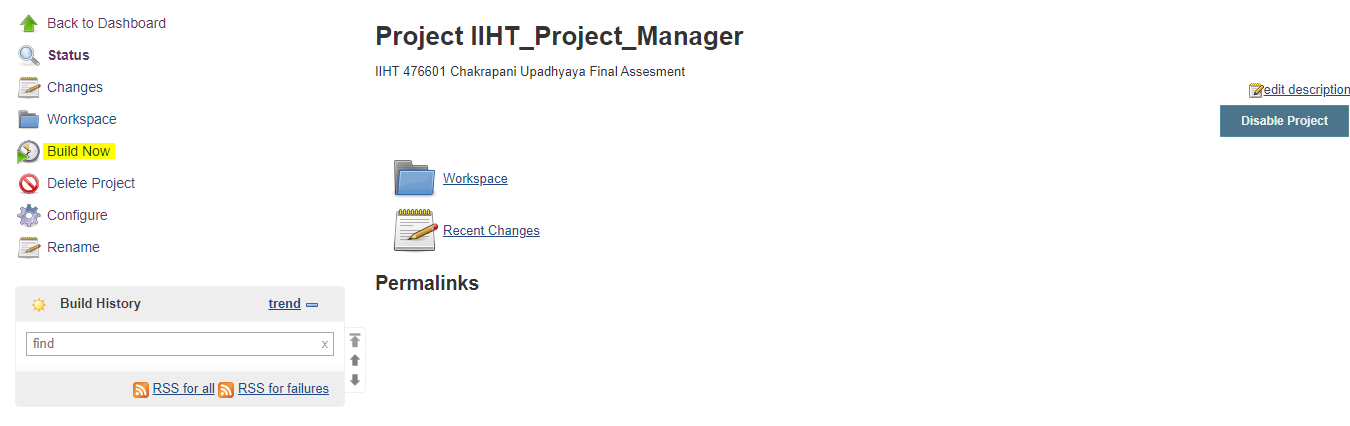 Back to Dashboard
Status
Changes
Workspace
Build Now
Delete Project
Configure
Rename
Build History
trend
find
x
RSS for all
RSS for failures
Project IIHT_Project_Manager
IIHT 476601 Chakrapani Upadhyaya Final Assesment
edit description
Disable Project
Workspace
Recent Changes
Permalinks